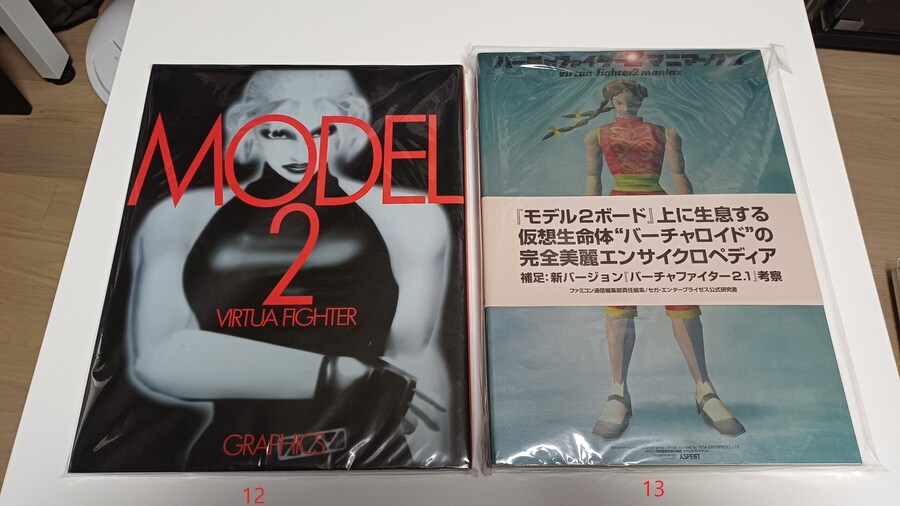 MODEL
2
VIRTUA FIGHTER
GRAPHICS
12
バーチャファイター2マニアックス
virtua fighter2 maniax
『モデル2ボード』上に生息する
仮想生命体“バーチャロイド”の
完全美麗エンサイクロペディア
補足:新バージョン『バーチャファイター2.1』考察
ファミコン通信編集部責任編集/セガ・エンタープライゼス公式研究書
ASPECT
13